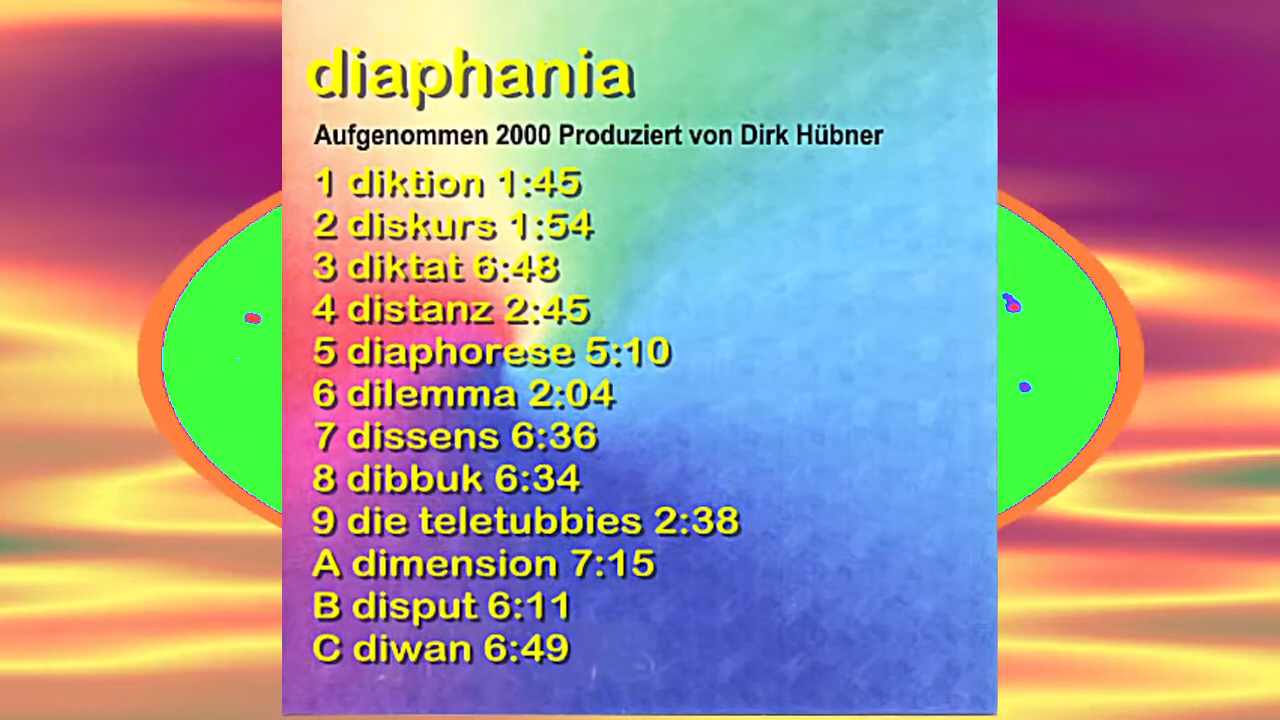 diaphania
Aufgenommen 2000 Produziert von Dirk Hübner
1 diktion 1:45
2 diskurs 1:54
3 diktat 6:48
4 distanz 2:45
5 diaphorese 5:10
6 dilemma 2:04
7 dissens 6:36
8 dibbuk 6:34
9 die teletubbies 2:38
A dimension 7:15
B disput 6:11
C diwan 6:49